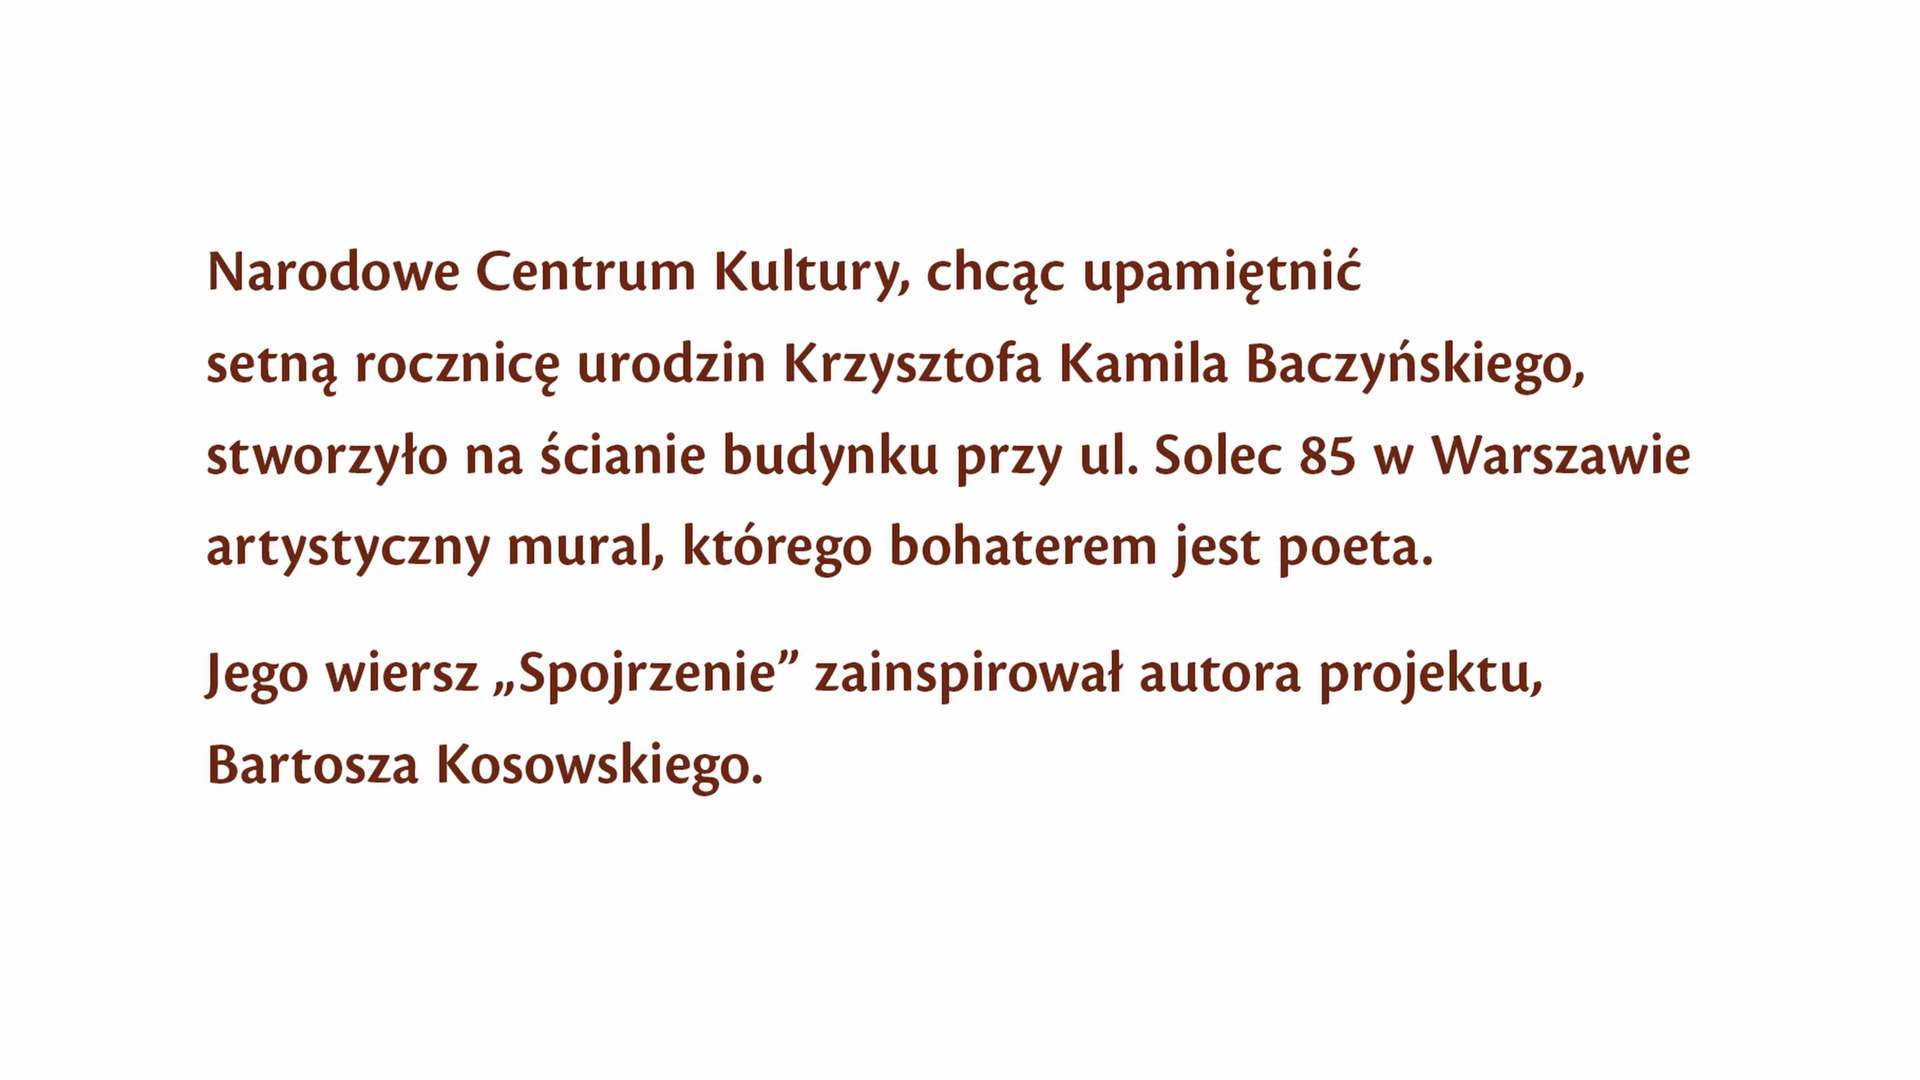 Narodowe Centrum Kultury, chcąc upamiętnić
setną rocznicę urodzin Krzysztofa Kamila Baczyńskiego,
stworzyło na ścianie budynku przy ul. Solec 85 w Warszawie
artystyczny mural, którego bohaterem jest poeta.
Jego wiersz „Spojrzenie” zainspirował autora projektu,
Bartosza Kosowskiego.